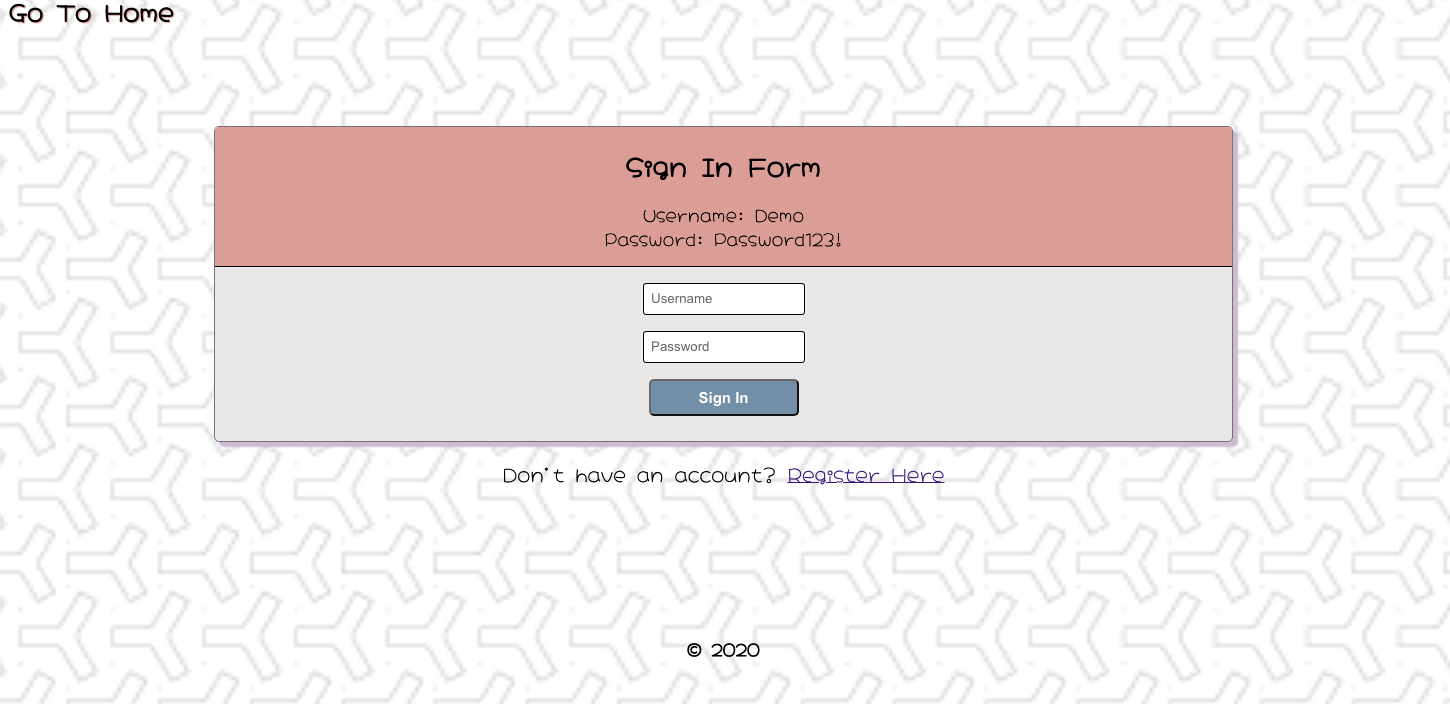 Go To Home
Sign In Form
Username: Demo
Password: Password123!
Username
Password
Sign In
Don't have an account? Register Here
© 2020